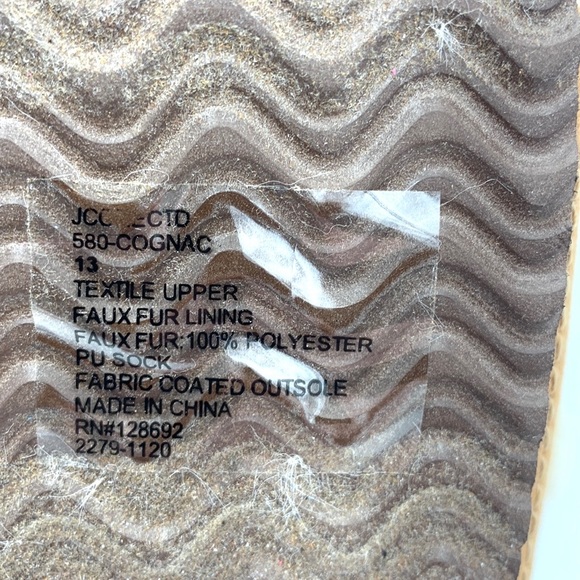 580-COGNAC
13
TEXTILE UPPER
FAUX FUR LINING
FAUX FUR: 100% POLYESTER
PU SOCK
FABRIC COATED OUTSOLE
MADE IN CHINA
RN#128692
2279-1120